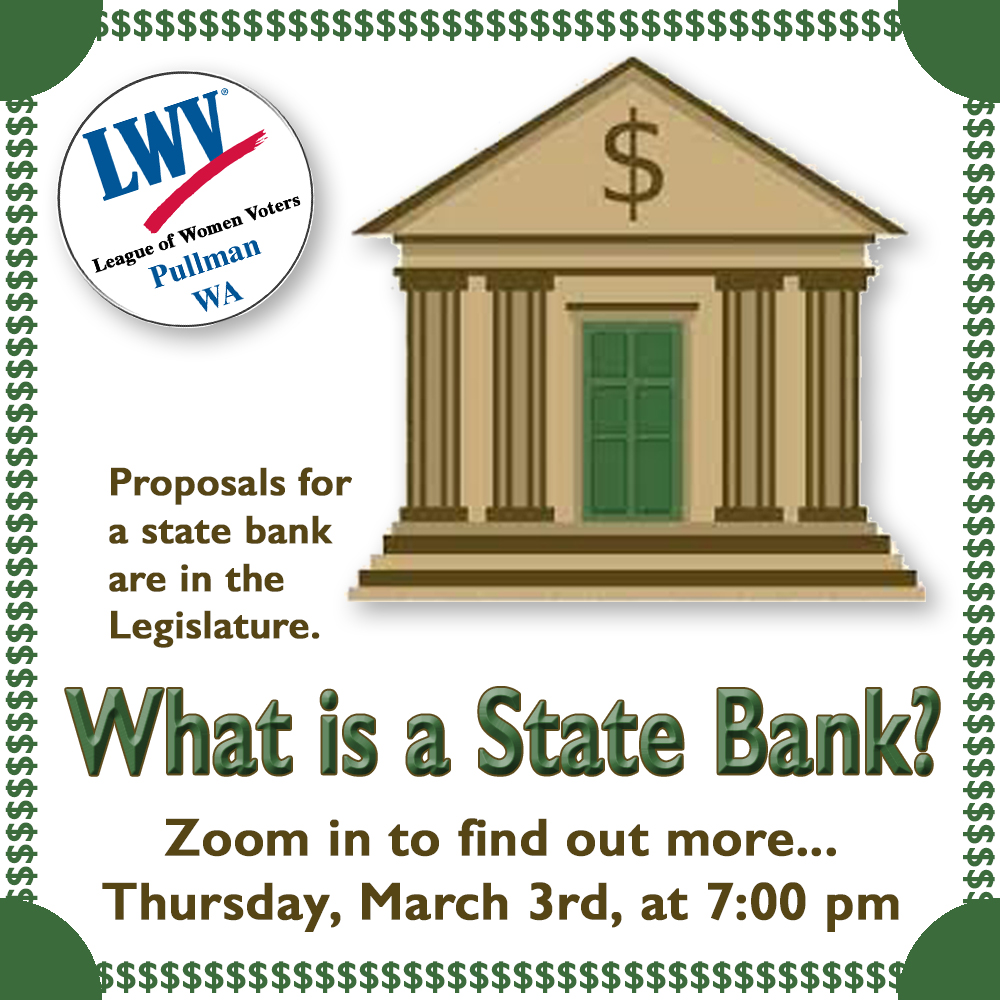 LWV®
League of Women Voters
Pullman
WA
$
Proposals for
a state bank
are in the
Legislature.
What is a State Bank?
Zoom in to find out more...
Thursday, March 3rd, at 7:00 pm